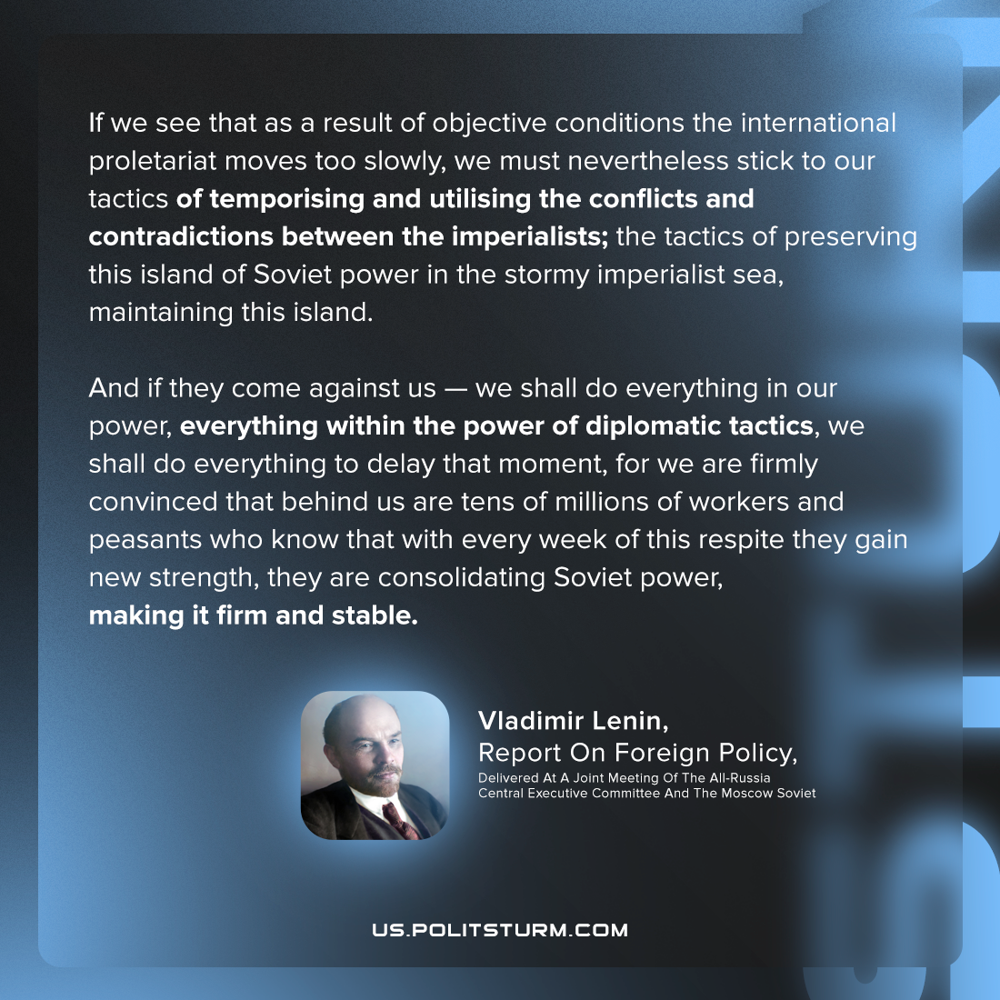 If we see that as a result of objective conditions the international
proletariat moves too slowly, we must nevertheless stick to our
tactics of temporising and utilising the conflicts and
contradictions between the imperialists; the tactics of preserving
this island of Soviet power in the stormy imperialist sea,
maintaining this island.
And if they come against us — we shall do everything in our
power, everything within the power of diplomatic tactics, we
shall do everything to delay that moment, for we are firmly
convinced that behind us are tens of millions of workers and
peasants who know that with every week of this respite they gain
new strength, they are consolidating Soviet power,
making it firm and stable.
Vladimir Lenin,
Report On Foreign Policy,
Delivered At A Joint Meeting Of The All-Russia
Central Executive Committee And The Moscow Soviet
US.POLITSTURM.COM